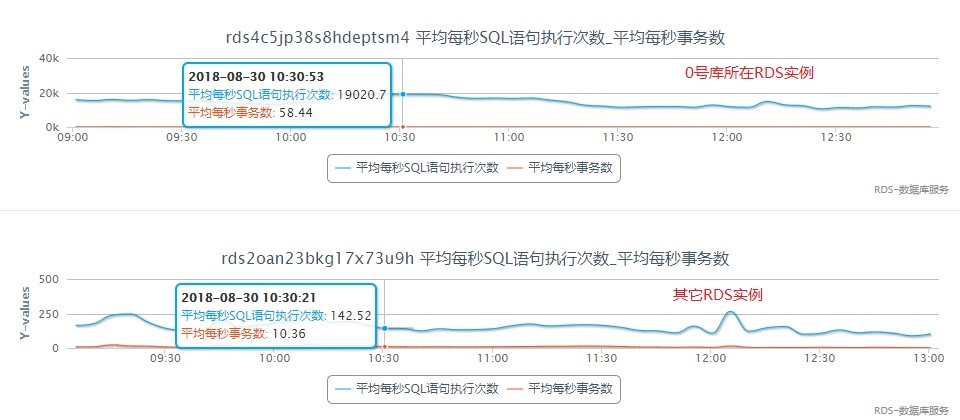 rds4c5jp38s8hdeptsm4 平均每秒SQL语句执行次数_平均每秒事务数
40k
20k
0k
Y-values
2018-08-30 10:30:53
平均每秒SQL语句执行次数: 19020.7
平均每秒事务数: 58.44
0号库所在RDS实例
09:00 09:30 10:00 10:30 11:00 11:30 12:00 12:30
平均每秒SQL语句执行次数 平均每秒事务数
RDS-数据库服务
rds2oan23bkg17x73u9h 平均每秒SQL语句执行次数_平均每秒事务数
500
250
0
Y-values
2018-08-30 10:30:21
平均每秒SQL语句执行次数: 142.52
平均每秒事务数: 10.36
其它RDS实例
09:30 10:00 10:30 11:00 11:30 12:00 12:30 13:00
平均每秒SQL语句执行次数 平均每秒事务数
RDS-数据库服务